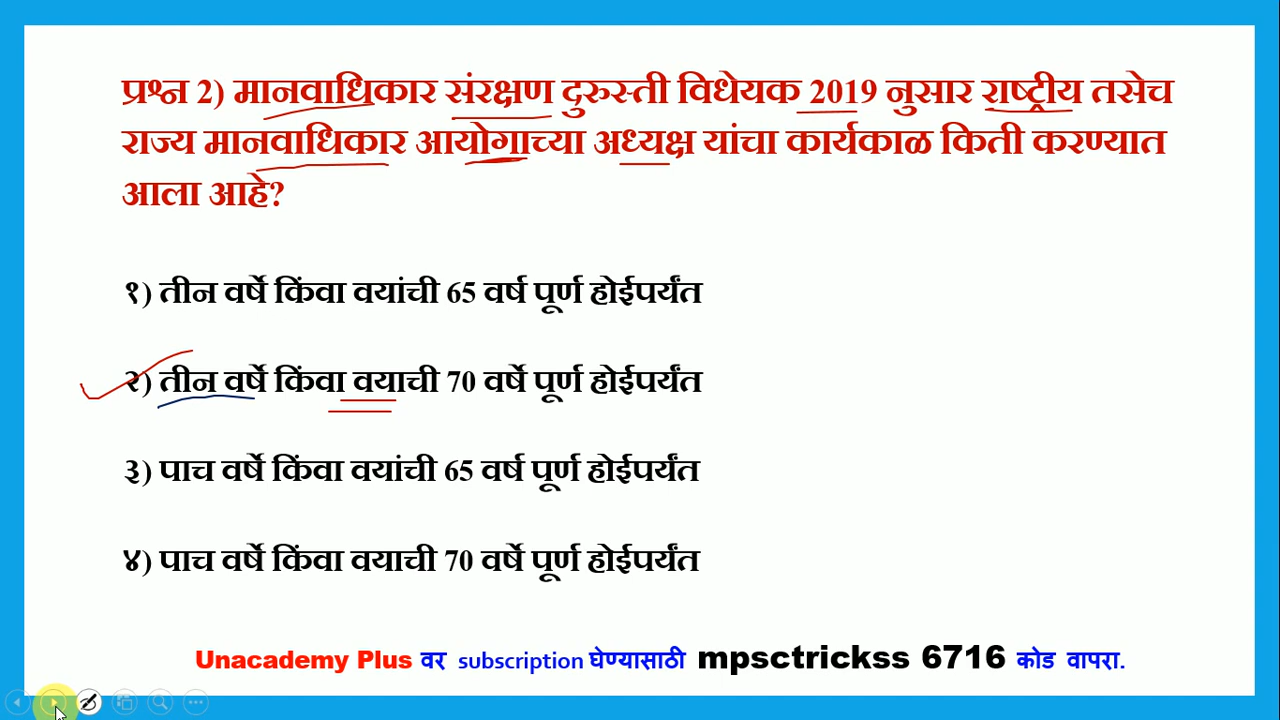 प्रश्न 2) मानवाधिकार संरक्षण दुरुस्ती विधेयक 2019 नुसार राष्ट्रीय तसेच
राज्य मानवाधिकार आयोगाच्या अध्यक्ष यांचा कार्यकाळ किती करण्यात
आला आहे?
१) तीन वर्षे किंवा वयांची 65 वर्ष पूर्ण होईपर्यंत
२) तीन वर्षे किंवा वयाची 70 वर्षे पूर्ण होईपर्यंत
३) पाच वर्षे किंवा वयांची 65 वर्ष पूर्ण होईपर्यंत
४) पाच वर्षे किंवा वयाची 70 वर्षे पूर्ण होईपर्यंत
Unacademy Plus वर subscription घेण्यासाठी mpsctrickss 6716 कोड वापरा.